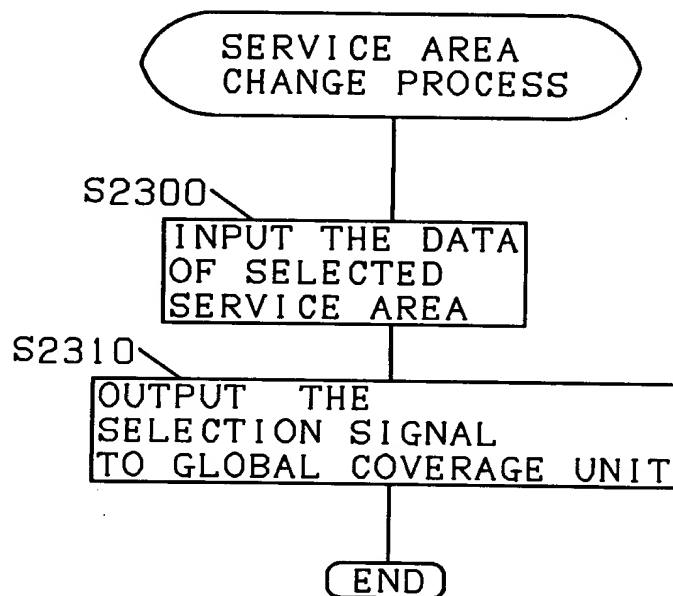 SERVICE AREA
CHANGE PROCESS
S2300
INPUT THE DATA
OF SELECTED
SERVICE AREA
S2310
OUTPUT THE
SELECTION SIGNAL
TO GLOBAL COVERAGE UNIT
END